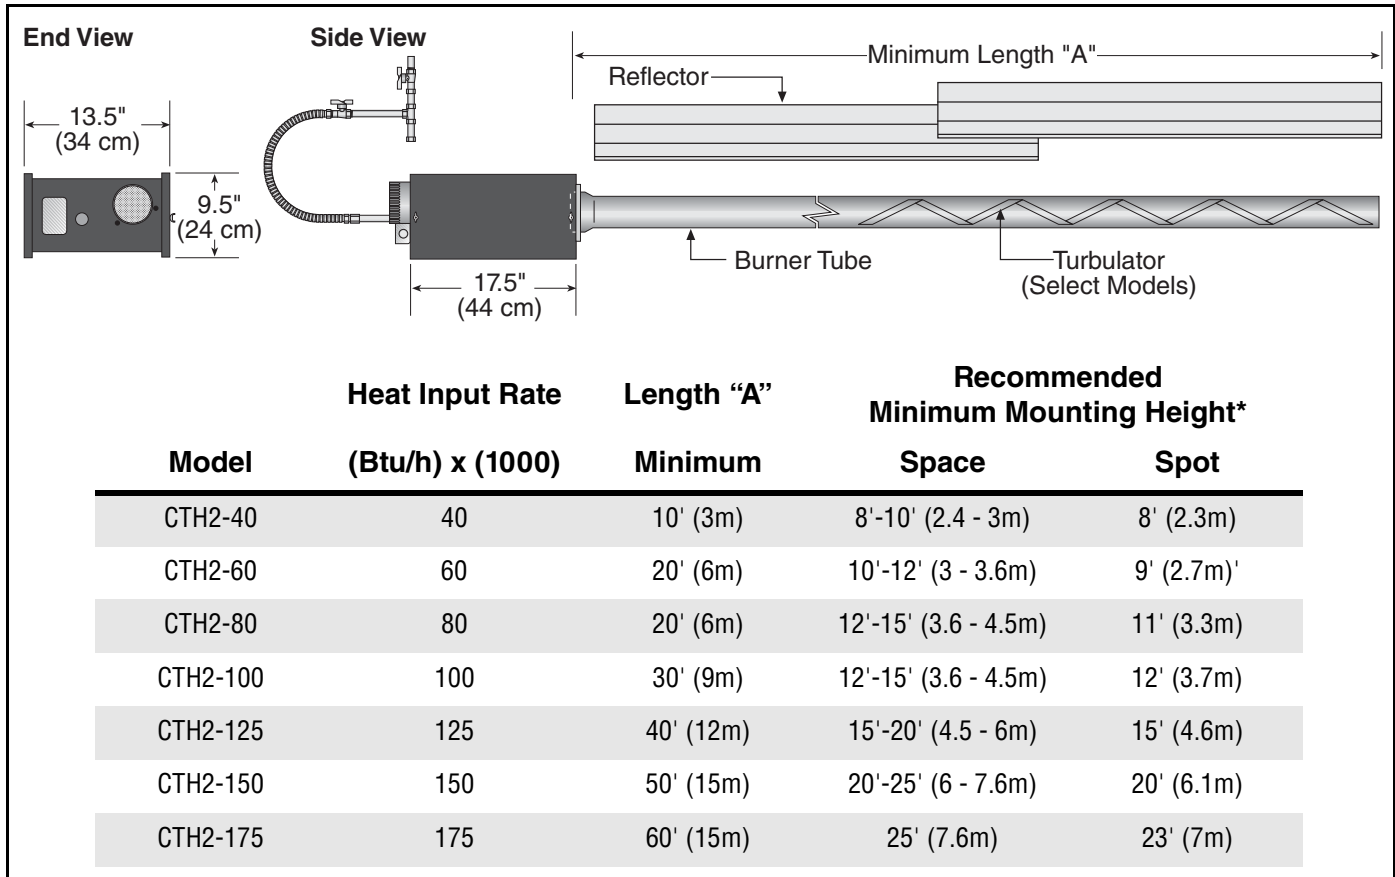 End View
Side View
Minimum Length "A"
Reflector
13.5"
(34 cm)
9.5"
(24 cm)
Burner Tube
Turbulator
(Select Models)
17.5"
(44 cm)
Heat Input Rate Length “A” Recommended
Minimum Mounting Height*
Model (Btu/h) x (1000) Minimum Space Spot
CTH2-40 40 10' (3m) 8'-10' (2.4 - 3m) 8' (2.3m)
CTH2-60 60 20' (6m) 10'-12' (3 - 3.6m) 9' (2.7m)'
CTH2-80 80 20' (6m) 12'-15' (3.6 - 4.5m) 11' (3.3m)
CTH2-100 100 30' (9m) 12'-15' (3.6 - 4.5m) 12' (3.7m)
CTH2-125 125 40' (12m) 15'-20' (4.5 - 6m) 15' (4.6m)
CTH2-150 150 50' (15m) 20'-25' (6 - 7.6m) 20' (6.1m)
CTH2-175 175 60' (15m) 25' (7.6m) 23' (7m)